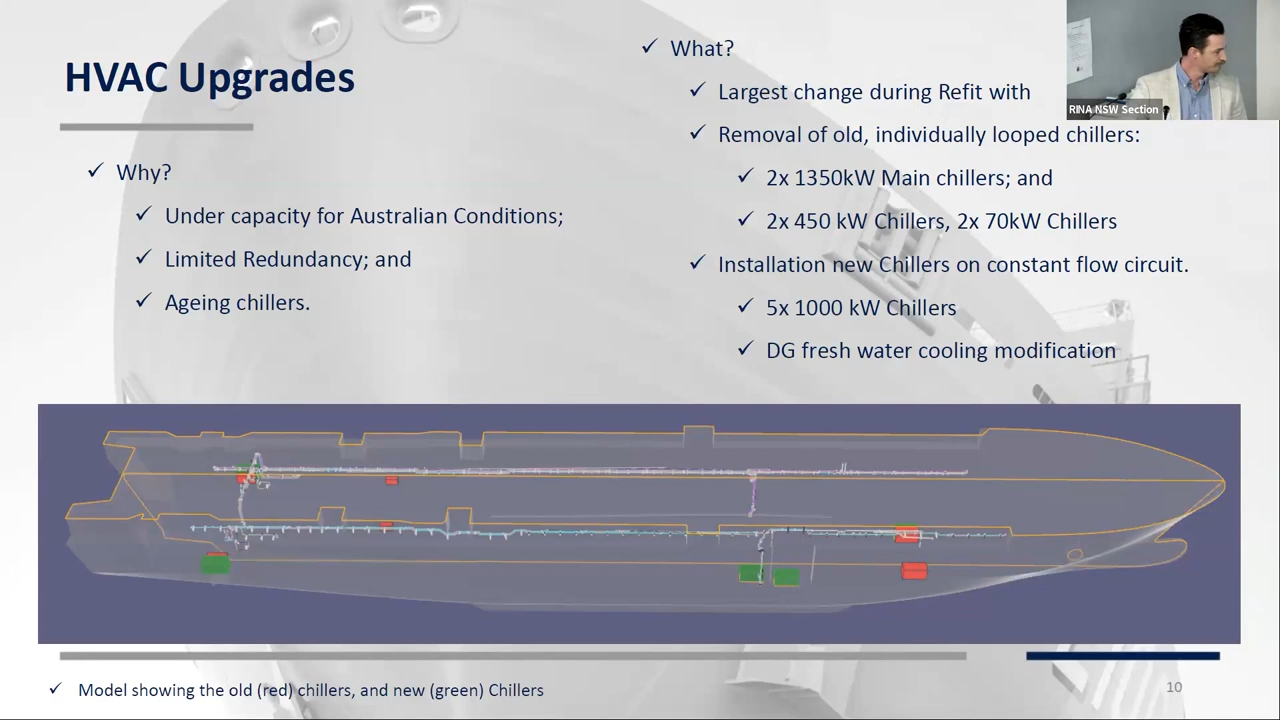 HVAC Upgrades
Why?
Under capacity for Australian Conditions;
Limited Redundancy; and
Ageing chillers.
What?
Largest change during Refit with
Removal of old, individually looped chillers:
2x 1350kW Main chillers; and
2x 450 kW Chillers, 2x 70kW Chillers
Installation new Chillers on constant flow circuit.
5x 1000 kW Chillers
DG fresh water cooling modification
RINA NSW Section
Model showing the old (red) chillers, and new (green) Chillers
10